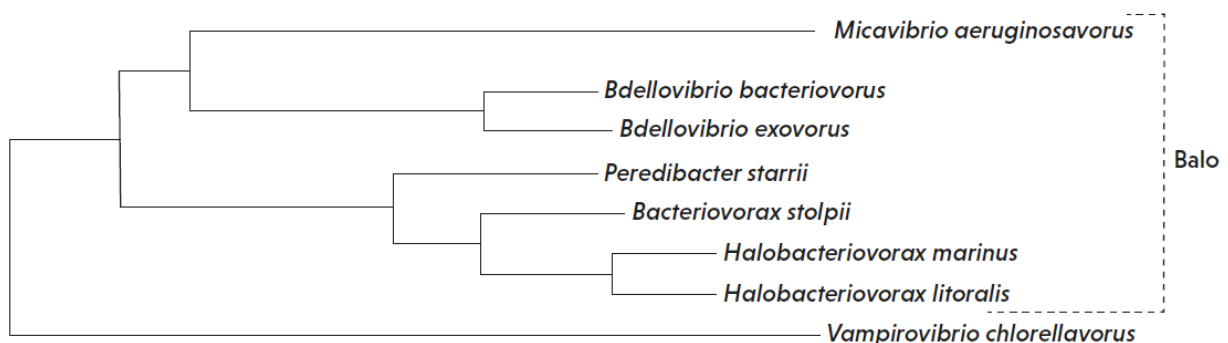 Micavibrio aeruginosavorus
Bdellovibrio bacteriovorus
Bdellovibrio exovorus
Peredibacter starrii
Balo
Bacteriovorax stolpii
Halobacteriovorax marinus
Halobacteriovorax litoralis
Vampirovibrio chlorellavorus